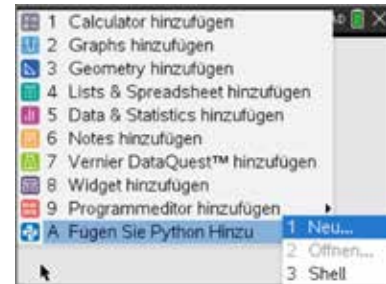 1 Calculator hinzufügen
2 Graphs hinzufügen
3 Geometry hinzufügen
4 Lists & Spreadsheet hinzufügen
5 Data & Statistics hinzufügen
6 Notes hinzufügen
7 Vernier DataQuest™ hinzufügen
8 Widget hinzufügen
9 Programmeditor hinzufügen
A Fügen Sie Python Hinzu
1 Neu...
2 Öffnen...
3 Shell